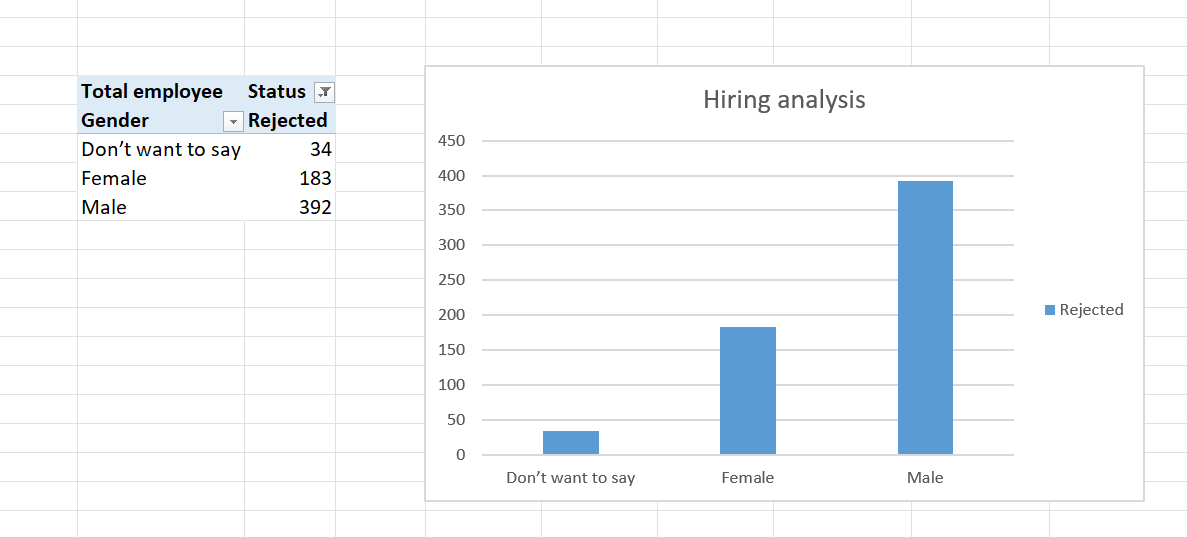 Total employee Status
Gender Rejected
Don’t want to say 34
Female 183
Male 392
Hiring analysis
450
400
350
300
250
200
150
100
50
0
Don’t want to say Female Male
Rejected